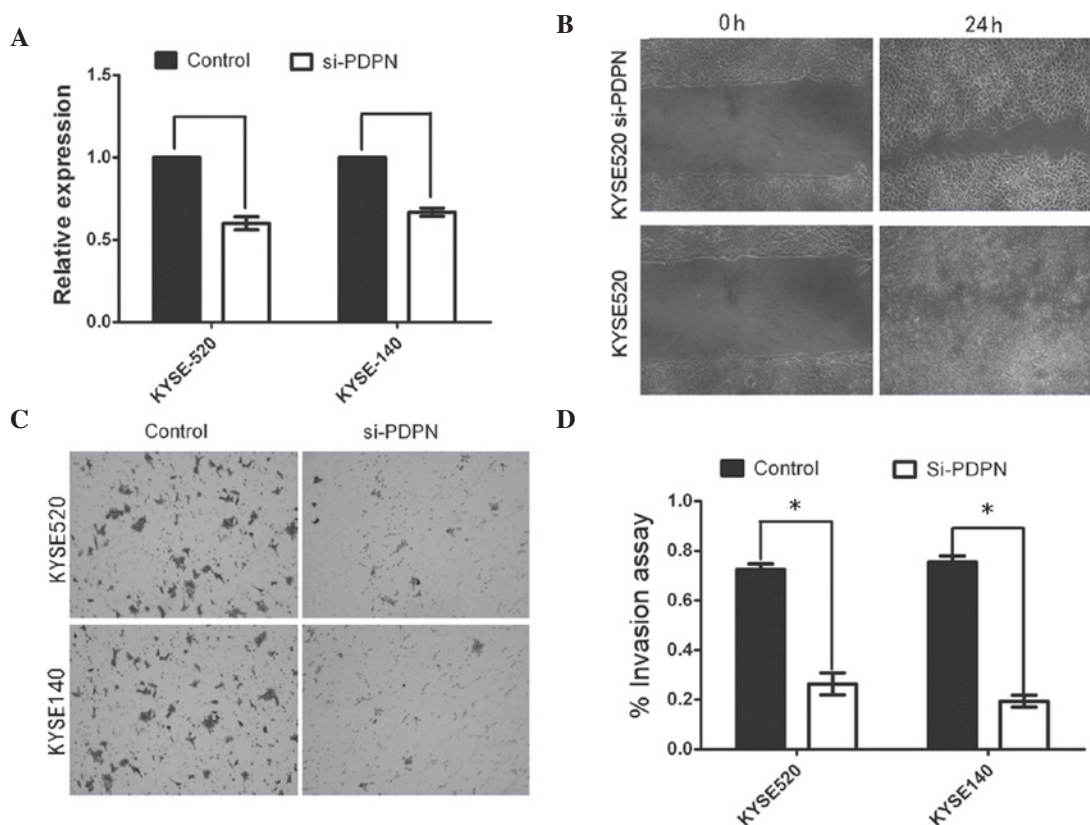 A
Control si-PDPN
1.5
1.0
0.5
0.0
Relative expression
KYSE-520 KYSE-140
B
0h 24h
KYSE520 si-PDPN
KYSE520
C
Control si-PDPN
KYSE520
KYSE140
D
Control Si-PDPN
1.0
0.8
0.6
0.4
0.2
0.0
% Invasion assay
* *
KYSE520 KYSE140